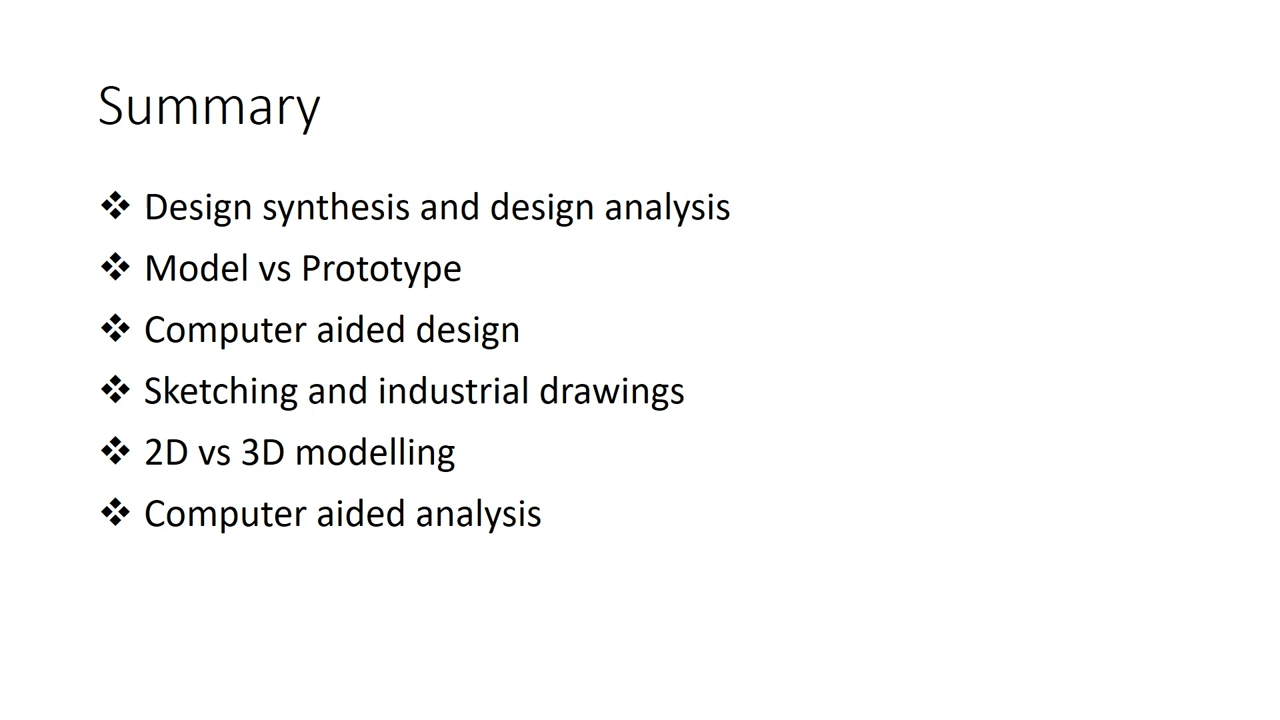 Summary
❖ Design synthesis and design analysis
❖ Model vs Prototype
❖ Computer aided design
❖ Sketching and industrial drawings
❖ 2D vs 3D modelling
❖ Computer aided analysis